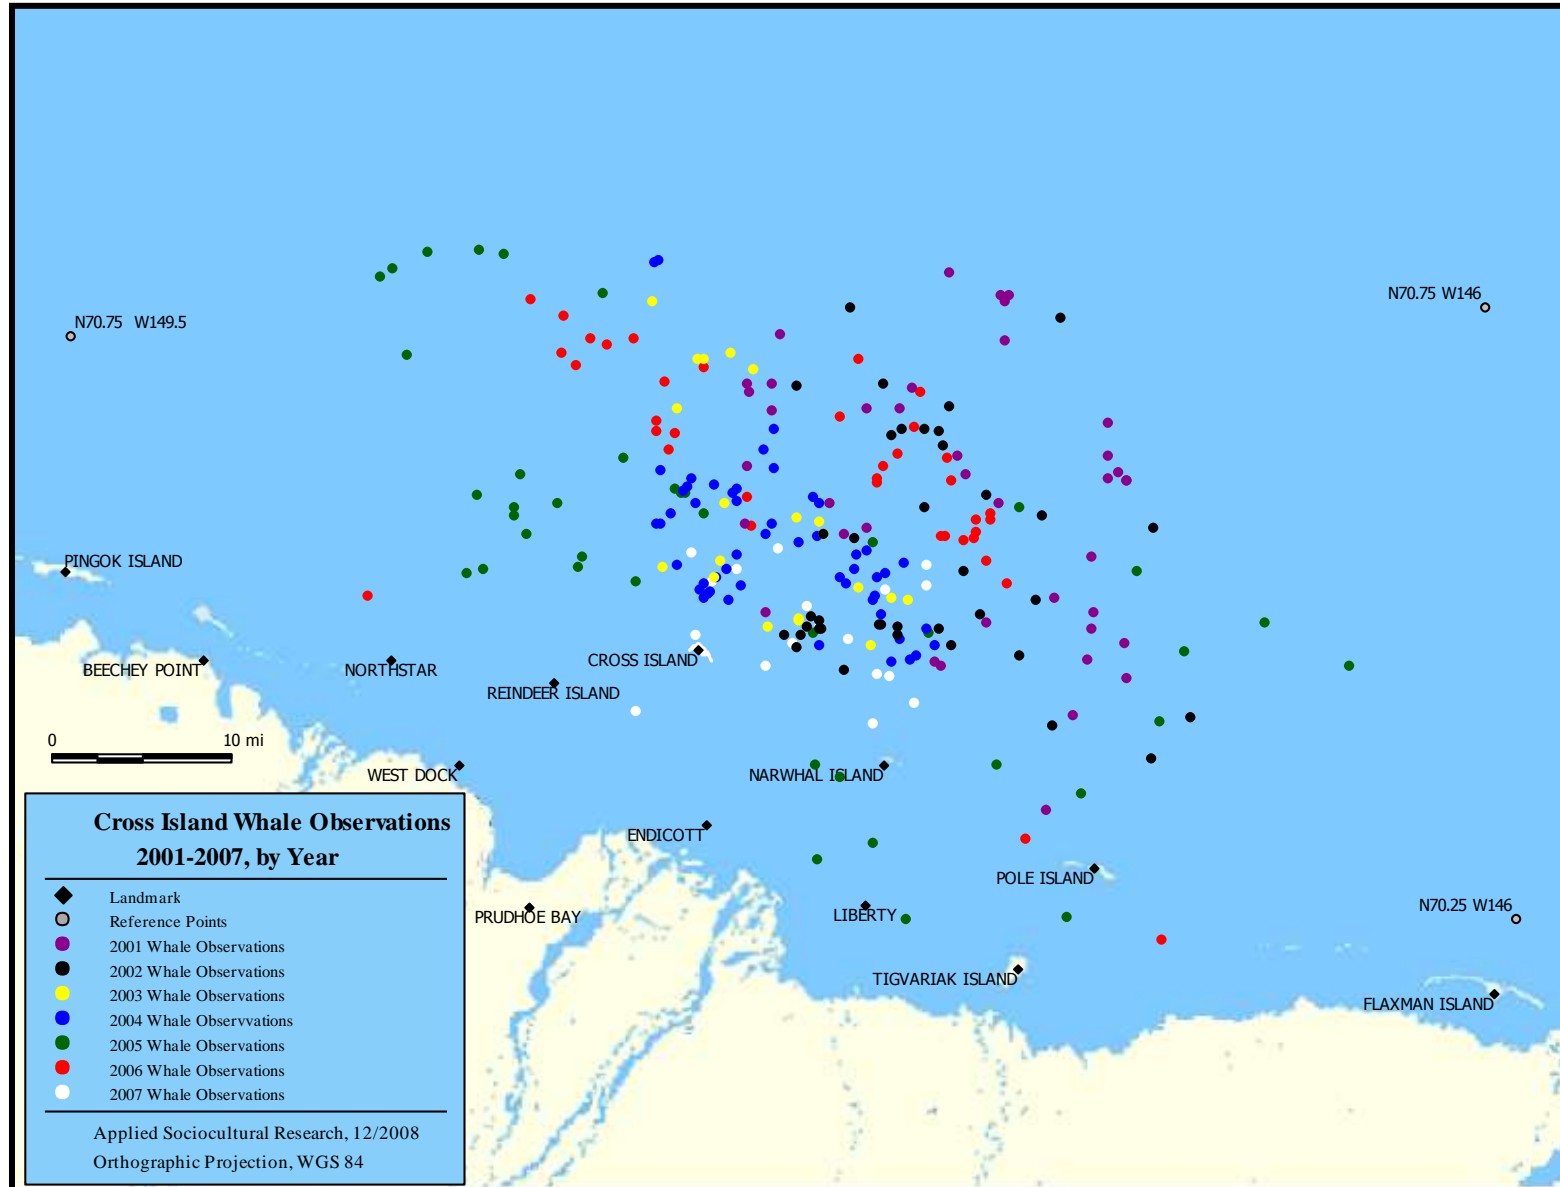 N70.75 W146
N70.75 W149.5
PINGOK ISLAND
BEECHEY POINT
NORTHSTAR
CROSS ISLAND
REINDEER ISLAND
0 10 mi
WEST DOCK
NARWHAL ISLAND
ENDICOTT
POLE ISLAND
PRUDHOE BAY
LIBERTY
N70.25 W146
TIGVARIAK ISLAND
FLAXMAN ISLAND
Cross Island Whale Observations
2001-2007, by Year
Landmark
Reference Points
2001 Whale Observations
2002 Whale Observations
2003 Whale Observations
2004 Whale Observvations
2005 Whale Observations
2006 Whale Observations
2007 Whale Observations
Applied Sociocultural Research, 12/2008
Orthographic Projection, WGS 84